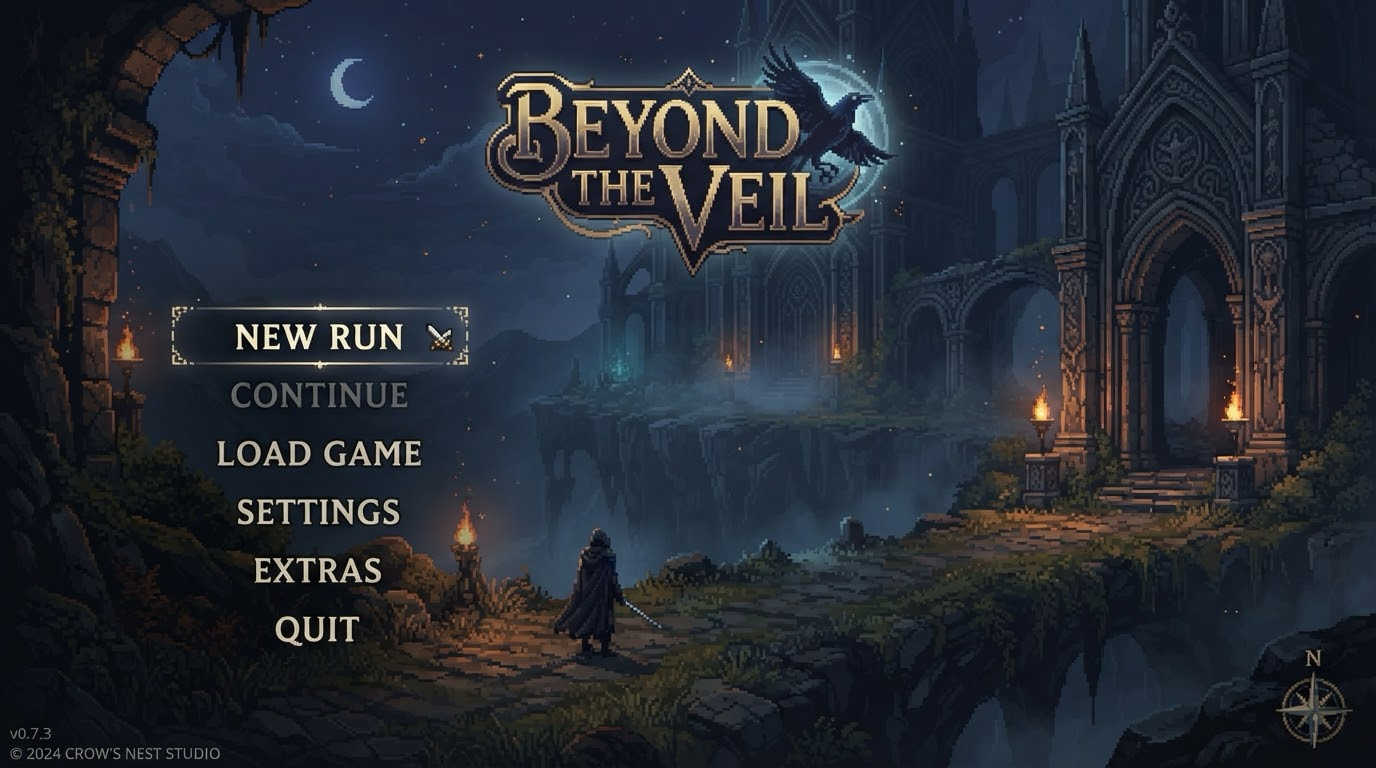 BEYOND
THE VEIL
NEW RUN
CONTINUE
LOAD GAME
SETTINGS
EXTRAS
QUIT
N
v0.7.3
© 2024 CROW'S NEST STUDIO